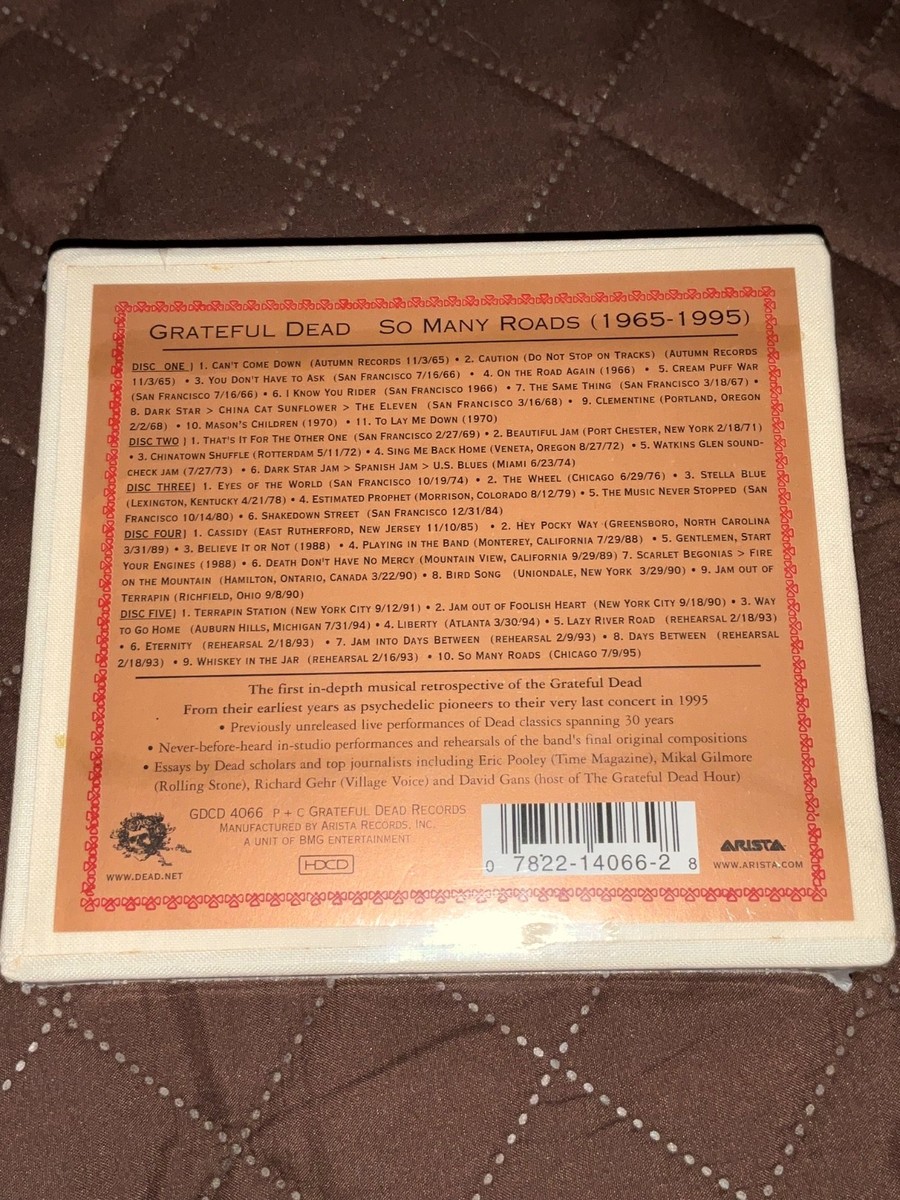 GRATEFUL DEAD SO MANY ROADS (1965-1995)
DISC ONE] 1. CAN'T COME DOWN (AUTUMN RECORDS 11/3/65) • 2. CAUTION (DO NOT STOP ON TRACKS) (AUTUMN RECORDS
11/3/65) • 3. YOU DON'T HAVE TO ASK (SAN FRANCISCO 7/16/66) • 4. ON THE ROAD AGAIN (1966) • 5. CREAM PUFF WAR
(SAN FRANCISCO 7/16/66) • 6. I KNOW YOU RIDER (SAN FRANCISCO 1966) • 7. THE SAME THING (SAN FRANCISCO 3/18/67) •
8. DARK STAR > CHINA CAT SUNFLOWER > THE ELEVEN (SAN FRANCISCO 3/16/68) • 9. CLEMENTINE (PORTLAND, OREGON
2/2/68) • 10. MASON'S CHILDREN (1970) • 11. TO LAY ME DOWN (1970)
DISC TWO ] 1. THAT'S IT FOR THE OTHER ONE (SAN FRANCISCO 2/27/69) • 2. BEAUTIFUL JAM (PORT CHESTER, NEW YORK 2/18/71)
• 3. CHINATOWN SHUFFLE (ROTTERDAM 5/11/72) • 4. SING ME BACK HOME (VENETA, OREGON 8/27/72) • 5. WATKINS GLEN SOUND-
CHECK JAM (7/27/73) • 6. DARK STAR JAM > SPANISH JAM > U.S. BLUES (MIAMI 6/23/74)
DISC THREE] 1. EYES OF THE WORLD (SAN FRANCISCO 10/19/74) • 2. THE WHEEL (CHICAGO 6/29/76) • 3. STELLA BLUE
(LEXINGTON, KENTUCKY 4/21/78) • 4. ESTIMATED PROPHET (MORRISON, COLORADO 8/12/79) • 5. THE MUSIC NEVER STOPPED (SAN
FRANCISCO 10/14/80) • 6. SHAKEDOWN STREET (SAN FRANCISCO 12/31/84)
DISC FOUR] 1. CASSIDY (EAST RUTHERFORD, NEW JERSEY 11/10/85) • 2. HEY POCKY WAY (GREENSBORO, NORTH CAROLINA
3/31/89) • 3. BELIEVE IT OR NOT (1988) • 4. PLAYING IN THE BAND (MONTEREY, CALIFORNIA 7/29/88) • 5. GENTLEMEN, START
YOUR ENGINES (1988) • 6. DEATH DON'T HAVE NO MERCY (MOUNTAIN VIEW, CALIFORNIA 9/29/89) 7. SCARLET BEGONIAS > FIRE
ON THE MOUNTAIN (HAMILTON, ONTARIO, CANADA 3/22/90) • 8. BIRD SONG (UNIONDALE, NEW YORK 3/29/90) • 9. JAM OUT OF
TERRAPIN (RICHFIELD, OHIO 9/8/90)
DISC FIVE] 1. TERRAPIN STATION (NEW YORK CITY 9/12/91) • 2. JAM OUT OF FOOLISH HEART (NEW YORK CITY 9/18/90) • 3. WAY
TO GO HOME (AUBURN HILLS, MICHIGAN 7/31/94) • 4. LIBERTY (ATLANTA 3/30/94) • 5. LAZY RIVER ROAD (REHEARSAL 2/18/93)
• 6. ETERNITY (REHEARSAL 2/18/93) • 7. JAM INTO DAYS BETWEEN (REHEARSAL 2/9/93) • 8. DAYS BETWEEN (REHEARSAL
2/18/93) • 9. WHISKEY IN THE JAR (REHEARSAL 2/16/93) • 10. SO MANY ROADS (CHICAGO 7/9/95)
The first in-depth musical retrospective of the Grateful Dead
From their earliest years as psychedelic pioneers to their very last concert in 1995
• Previously unreleased live performances of Dead classics spanning 30 years
• Never-before-heard in-studio performances and rehearsals of the band's final original compositions
• Essays by Dead scholars and top journalists including Eric Pooley (Time Magazine), Mikal Gilmore
(Rolling Stone), Richard Gehr (Village Voice) and David Gans (host of The Grateful Dead Hour)
GDCD 4066 P + C GRATEFUL DEAD RECORDS
MANUFACTURED BY ARISTA RECORDS, INC.
A UNIT OF BMG ENTERTAINMENT
HDCD
WWW.DEAD.NET
0 7822-14066-2 8
ARISTA
WWW.ARISTA.COM